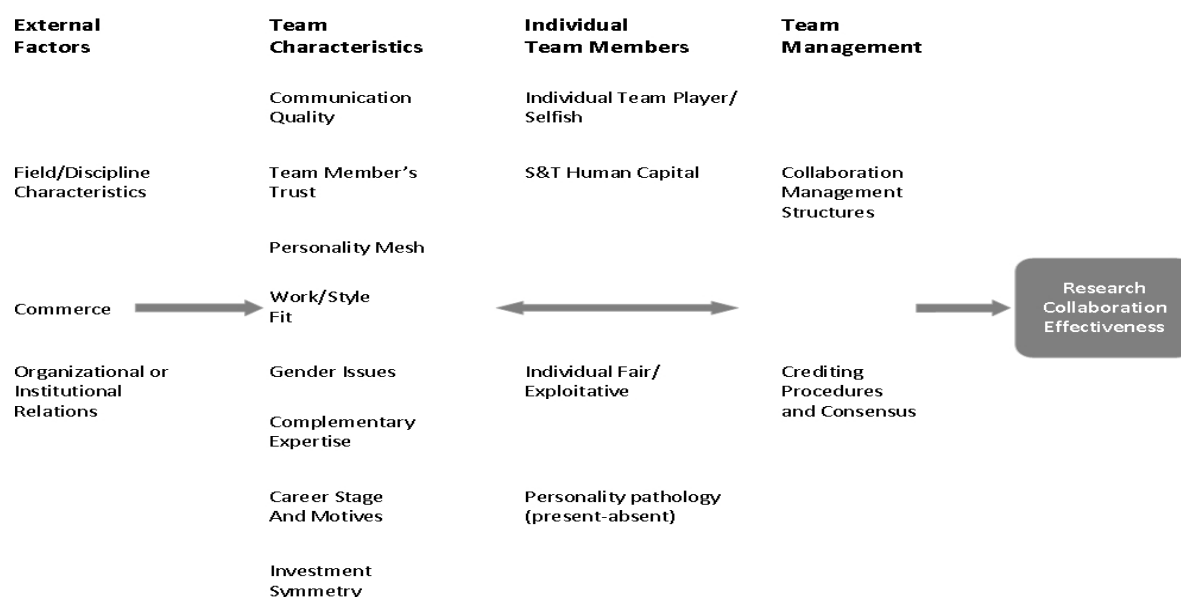 External
Factors
Team
Characteristics
Individual
Team Members
Team
Management
Field/Discipline
Characteristics
Commerce
Organizational or
Institutional
Relations
Communication
Quality
Team Member's
Trust
Personality Mesh
Work/Style
Fit
Gender Issues
Complementary
Expertise
Career Stage
And Motives
Investment
Symmetry
Individual Team Player/
Selfish
S&T Human Capital
Individual Fair/
Exploitative
Personality pathology
(present-absent)
Collaboration
Management
Structures
Crediting
Procedures
and Consensus
Research
Collaboration
Effectiveness